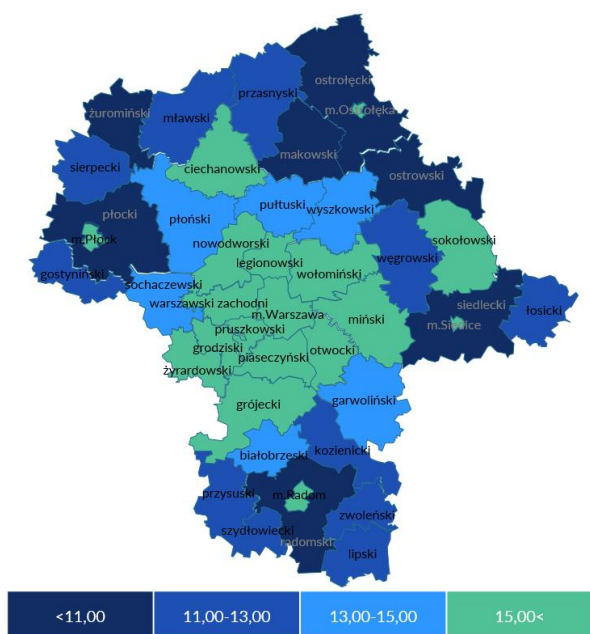 ostrołęcki
przasnyski
m.Ostrołęka
żuromiński
mławski
makowski
sierpecki
ciechanowski
ostrowski
płocki
płoński
pułtuski
wyszkowski
m.Płock
nowodworski
sokołowski
gostyniński
legionowski
węgrowski
sochaczewski
wołomiński
warszawski zachodni
siedlecki
łosicki
m.Warszawa
miński
m.Siedlce
pruszkowski
grodziski
piaseczyński
otwocki
żyrardowski
grójecki
garwoliński
białobrzeski
kozienicki
przysuski
m.Radom
zwoleński
szydłowiecki
radomski
lipski
<11,00 11,00-13,00 13,00-15,00 15,00<